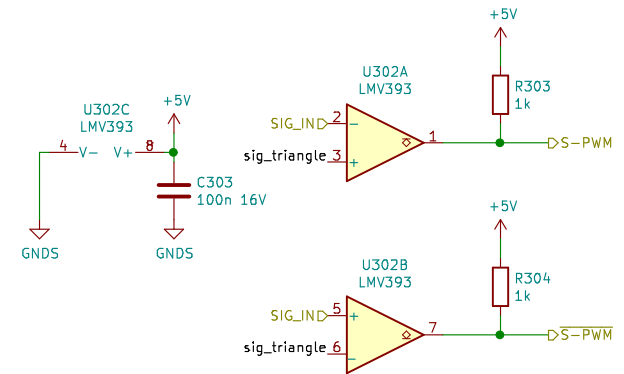 +5V
U302A
LMV393
+5V
R303
1k
U302C
LMV393
SIG_IN
2
−
1
S-PWM
4
V−
V+
8
sig_triangle
3
+
C303
100n 16V
GNDS
GNDS
+5V
U302B
LMV393
R304
1k
SIG_IN
5
+
7
S-PWM
sig_triangle
6
−